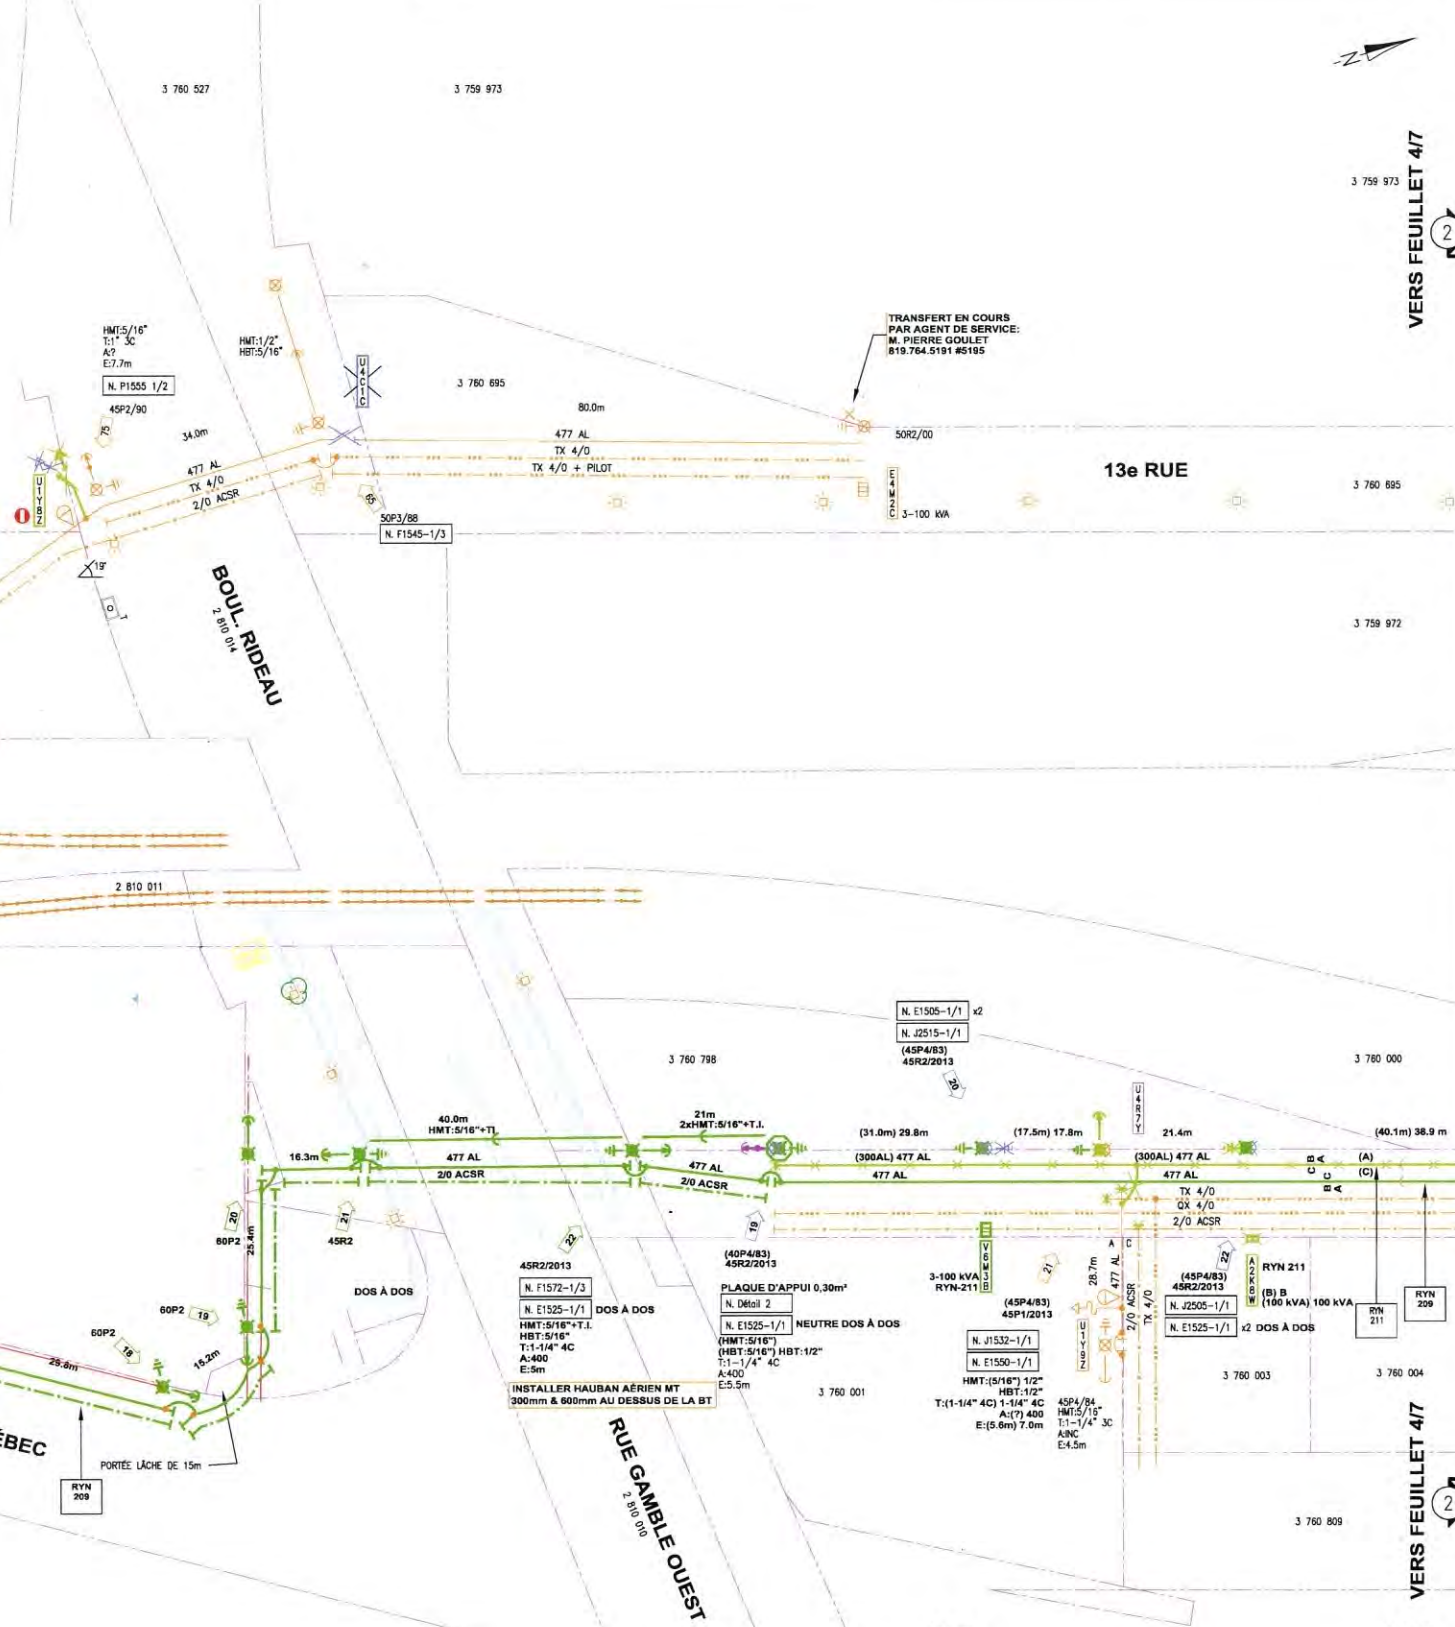 3 760 527
3 759 973
N
3 759 973
VERS FEUILLET 4/7
2
TRANSFERT EN COURS
PAR AGENT DE SERVICE:
M. PIERRE GOULET
819.764.5191 #5195
HMT:5/16"
T:1" 3C
A:?
E:7.7m
N. P1555 1/2
45P2/90
75
HMT:1/2"
HBT:5/16"
U4C1C
3 760 695
80.0m
34.0m
477 AL
TX 4/0
2/0 ACSR
477 AL
TX 4/0
TX 4/0 + PILOT
50R2/00
13e RUE
3 760 695
U1Y8Z
E4M2C
3-100 kVA
65
50P3/88
N. F1545-1/3
19°
O
T
BOUL. RIDEAU
2 810 014
3 759 972
2 810 011
N. E1505-1/1 x2
N. J2515-1/1
(45P4/83)
45R2/2013
20
3 760 798
3 760 000
U4R7Y
40.0m
HMT:5/16"+TI.
21m
2xHMT:5/16"+T.I.
(31.0m) 29.8m
(17.5m) 17.8m
21.4m
(40.1m) 38.9 m
16.3m
477 AL
2/0 ACSR
477 AL
2/0 ACSR
(300AL) 477 AL
477 AL
(300AL) 477 AL
477 AL
C B A
B C A
(A)
(C)
TX 4/0
QX 4/0
2/0 ACSR
20
60P2
25.4m
21
45R2
22
19
45R2/2013
N. F1572-1/3
N. E1525-1/1 DOS À DOS
HMT:5/16"+T.I.
HBT:5/16"
T:1-1/4" 4C
A:400
E:5m
INSTALLER HAUBAN AÉRIEN MT
300mm & 600mm AU DESSUS DE LA BT
(40P4/83)
45R2/2013
PLAQUE D'APPUI 0,30m²
N. Détail 2
N. E1525-1/1 NEUTRE DOS À DOS
(HMT:5/16")
(HBT:5/16") HBT:1/2"
T:1-1/4" 4C
A:400
E:5.5m
V6M3B
3-100 kVA
RYN-211
21
(45P4/83)
45P1/2013
N. J1532-1/1
N. E1550-1/1
HMT:(5/16") 1/2"
HBT:1/2"
T:(1-1/4" 4C) 1-1/4" 4C
A:(?) 400
E:(5.6m) 7.0m
A C
28.7m
477 AL
2/0 ACSR
TX 4/0
U1Y9Z
45P4/84
HMT:5/16"
T:1-1/4" 3C
A:INC
E:4.5m
22
(45P4/83)
45R2/2013
N. J2505-1/1
N. E1525-1/1 x2 DOS À DOS
A2K8W
RYN 211
(B) B
(100 kVA) 100 kVA
RYN
211
RYN
209
DOS À DOS
60P2
19
60P2
18
29.8m
15.2m
3 760 001
3 760 003
3 760 004
ÉBEC
PORTÉE LÂCHE DE 15m
RYN
209
RUE GAMBLE OUEST
2 810 010
3 760 809
VERS FEUILLET 4/7
2